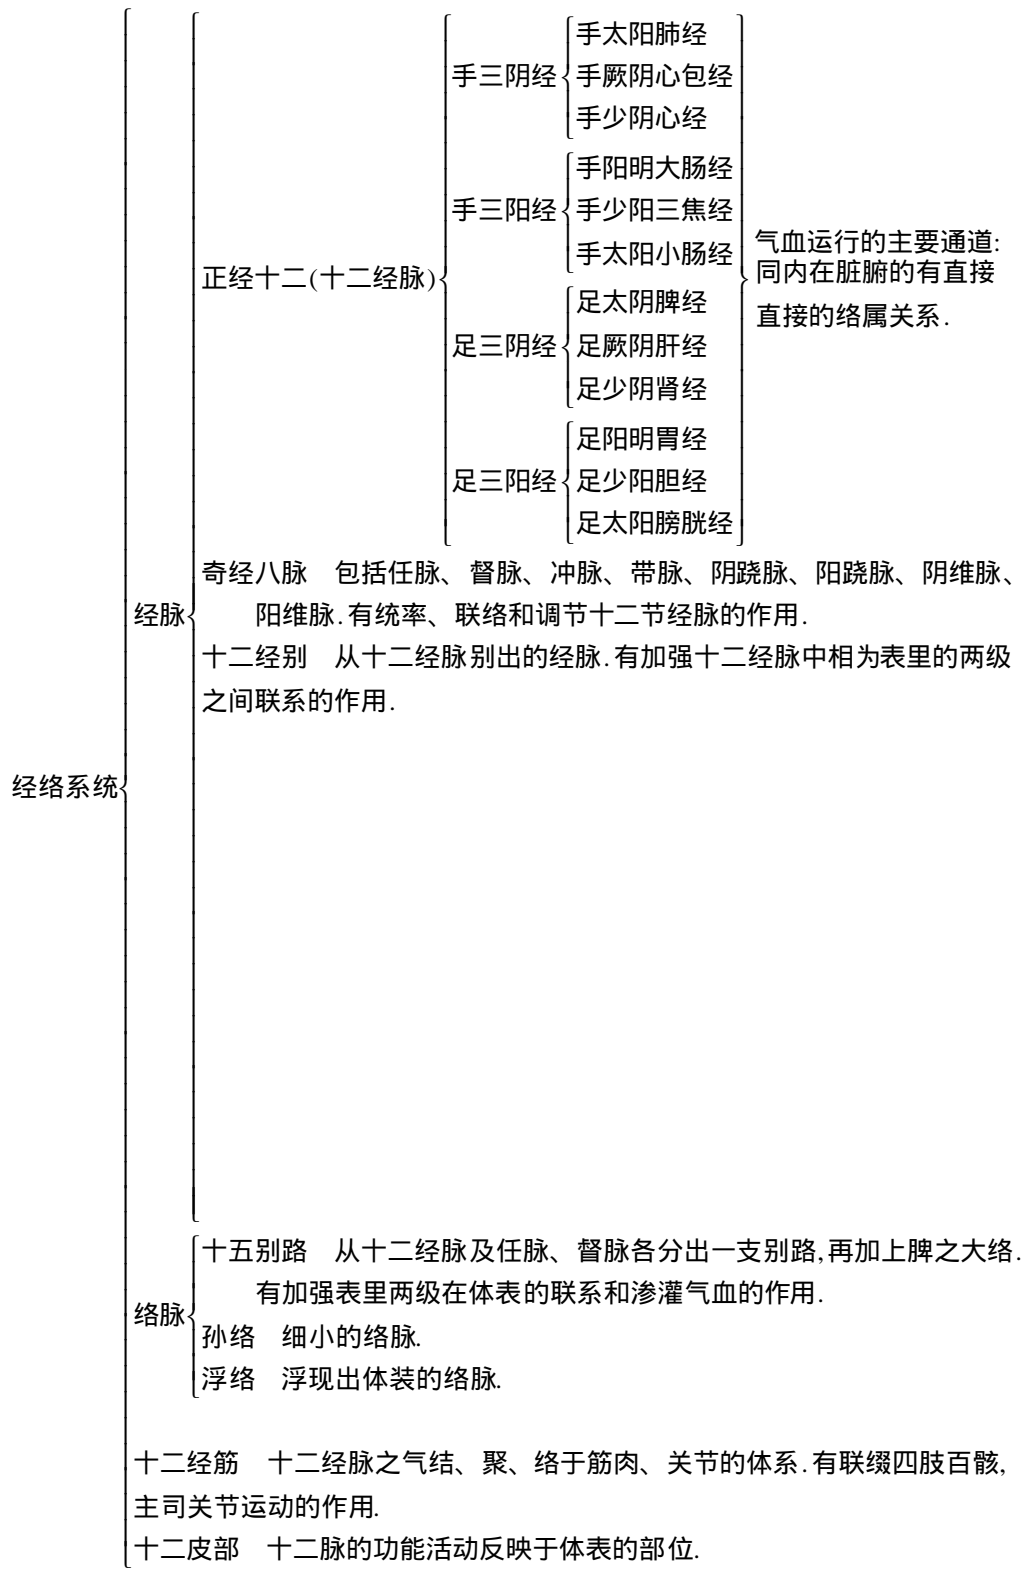 手太阳肺经
手三阴经
手厥阴心包经
手少阴心经
手阳明大肠经
手三阳经
手少阳三焦经
手太阳小肠经
正经十二(十二经脉)
气血运行的主要通道:
同内在脏腑的有直接
直接的络属关系.
足太阴脾经
足三阴经
足厥阴肝经
足少阴肾经
足阳明胃经
足三阳经
足少阳胆经
足太阳膀胱经
经脉
奇经八脉 包括任脉、督脉、冲脉、带脉、阴跷脉、阳跷脉、阴维脉、
阳维脉.有统率、联络和调节十二节经脉的作用.
十二经别 从十二经脉别出的经脉.有加强十二经脉中相为表里的两级
之间联系的作用.
经络系统
络脉
十五别路 从十二经脉及任脉、督脉各分出一支别路,再加上脾之大络.
有加强表里两级在体表的联系和渗灌气血的作用.
孙络 细小的络脉.
浮络 浮现出体装的络脉.
十二经筋 十二经脉之气结、聚、络于筋肉、关节的体系.有联缀四肢百骸,
主司关节运动的作用.
十二皮部 十二脉的功能活动反映于体表的部位.